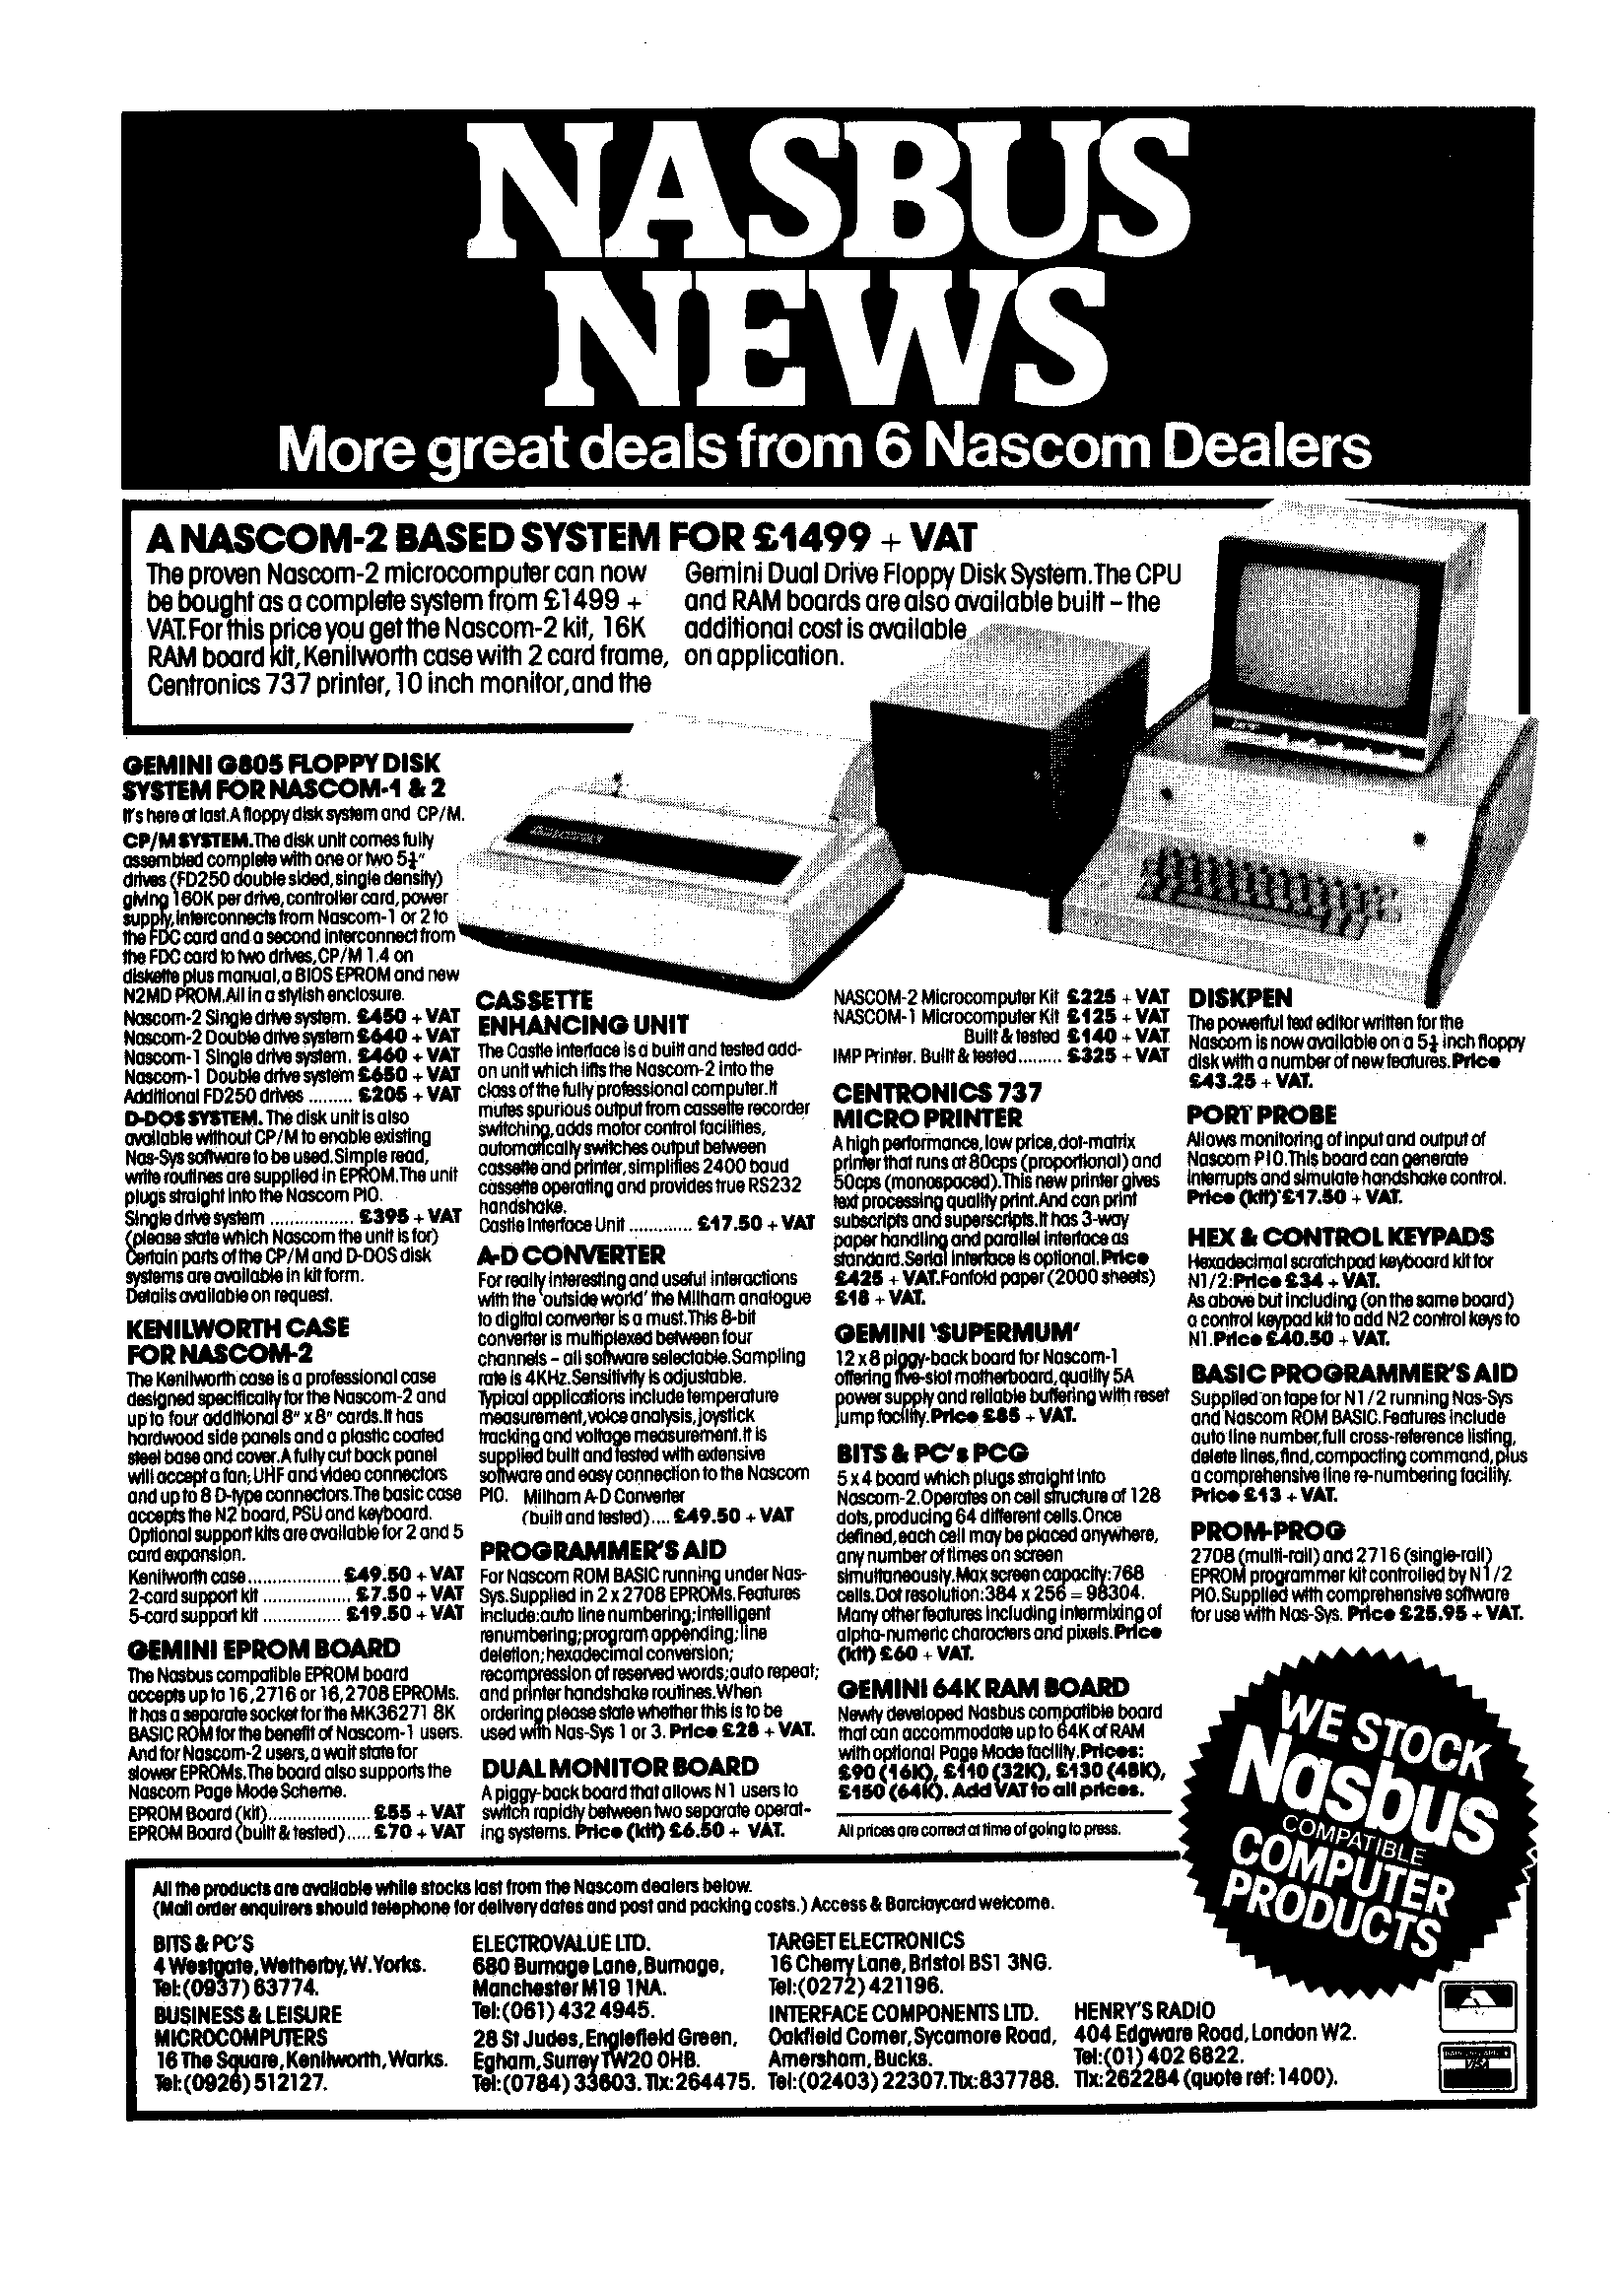 NASBUS
NEWS
More great deals from 6 Nascom Dealers
A NASCOM-2 BASED SYSTEM FOR £1499 + VAT
The proven Nascom-2 microcomputer can now
be bought as a complete system from £1499 +
VAT. For this price you get the Nascom-2 kit, 16K
RAM board kit, Kenilworth case with 2 card frame,
Centronics 737 printer, 10 inch monitor, and the
Gemini Dual Drive Floppy Disk System. The CPU
and RAM boards are also available built – the
additional cost is available
on application.
GEMINI G805 FLOPPY DISK
SYSTEM FOR NASCOM-1 & 2
It's here at last. A floppy disk system and CP/M.
CP/M SYSTEM. The disk unit comes fully
assembled complete with one or two 5¼"
drives (FD250 double sided, single density)
giving 160K per drive, controller card, power
supply, interconnects from Nascom-1 or 2 to
the FDC card and a second interconnect from
the FDC card to two drives, CP/M 1.4 on
diskette plus manual, a BIOS EPROM and new
N2MD PROM. All in a stylish enclosure.
Nascom-2 Single drive system. £450 + VAT
Nascom-2 Double drive system £640 + VAT
Nascom-1 Single drive system. £460 + VAT
Nascom-1 Double drive system £650 + VAT
Additional FD250 drives ......... £205 + VAT
D-DOS SYSTEM. The disk unit is also
available without CP/M to enable existing
Nas-Sys software to be used. Simple read,
write routines are supplied in EPROM. The unit
plugs straight into the Nascom PIO.
Single drive system ................ £395 + VAT
(please state which Nascom the unit is for)
Certain parts of the CP/M and D-DOS disk
systems are available in kit form.
Details available on request.
KENILWORTH CASE
FOR NASCOM-2
The Kenilworth case is a professional case
designed specifically for the Nascom-2 and
up to four additional 8" x 8" cards. It has
hardwood side panels and a plastic coated
steel base and cover. A fully cut back panel
will accept a fan, UHF and video connectors
and up to 8 D-type connectors. The basic case
accepts the N2 board, PSU and keyboard.
Optional support kits are available for 2 and 5
card expansion.
Kenilworth case.................. £49.50 + VAT
2-card support kit ................. £7.50 + VAT
5-card support kit ............... £19.50 + VAT
GEMINI EPROM BOARD
The Nasbus compatible EPROM board
accepts up to 16, 2716 or 16, 2708 EPROMs.
It has a separate socket for the MK36271 8K
BASIC ROM for the benefit of Nascom-1 users.
And for Nascom-2 users, a wait state for
slower EPROMs. The board also supports the
Nascom Page Mode Scheme.
EPROM Board (kit).................... £55 + VAT
EPROM Board (built & tested)..... £70 + VAT
CASSETTE
ENHANCING UNIT
The Castle interface is a built and tested add-
on unit which lifts the Nascom-2 into the
class of the fully professional computer. It
mutes spurious output from cassette recorder
switching, adds motor control facilities,
automatically switches output between
cassette and printer, simplifies 2400 baud
cassette operating and provides true RS232
handshake.
Castle Interface Unit ............ £17.50 + VAT
A-D CONVERTER
For really interesting and useful interactions
with the 'outside world' the Milham analogue
to digital converter is a must. This 8-bit
converter is multiplexed between four
channels – all software selectable. Sampling
rate is 4KHz. Sensitivity is adjustable.
Typical applications include temperature
measurement, voice analysis, joystick
tracking and voltage measurement. It is
supplied built and tested with extensive
software and easy connection to the Nascom
PIO. Milham A-D Converter
(built and tested).... £49.50 + VAT
PROGRAMMER'S AID
For Nascom ROM BASIC running under Nas-
Sys. Supplied in 2 x 2708 EPROMs. Features
include: auto line numbering; intelligent
renumbering; program appending; line
deletion; hexadecimal conversion;
recompression of reserved words; auto repeat;
and printer handshake routines. When
ordering please state whether this is to be
used with Nas-Sys 1 or 3. Price £28 + VAT.
DUAL MONITOR BOARD
A piggy-back board that allows N1 users to
switch rapidly between two separate operat-
ing systems. Price (kit) £6.50 + VAT.
NASCOM-2 Microcomputer Kit £225 + VAT
NASCOM-1 Microcomputer Kit £125 + VAT
Built & tested £140 + VAT
IMP Printer. Built & tested......... £325 + VAT
CENTRONICS 737
MICRO PRINTER
A high performance, low price, dot-matrix
printer that runs at 80cps (proportional) and
50cps (monospaced). This new printer gives
text processing quality print. And can print
subscripts and superscripts. It has 3-way
paper handling and parallel interface as
standard. Serial interface is optional. Price
£425 + VAT. Fanfold paper (2000 sheets)
£18 + VAT.
GEMINI 'SUPERMUM'
12 x 8 piggy-back board for Nascom-1
offering five-slot motherboard, quality 5A
power supply and reliable buffering with reset
jump facility. Price £85 + VAT.
BITS & PC's PCG
5 x 4 board which plugs straight into
Nascom-2. Operates on cell structure of 128
dots, producing 64 different cells. Once
defined, each cell may be placed anywhere,
any number of times on screen
simultaneously. Max screen capacity: 768
cells. Dot resolution: 384 x 256 = 98304.
Many other features including intermixing of
alpha-numeric characters and pixels. Price
(kit) £60 + VAT.
GEMINI 64K RAM BOARD
Newly developed Nasbus compatible board
that can accommodate up to 64K of RAM
with optional Page Mode facility. Prices:
£90 (16K), £110 (32K), £130 (48K),
£150 (64K). Add VAT to all prices.
All prices are correct at time of going to press.
DISKPEN
The powerful text editor written for the
Nascom is now available on a 5¼ inch floppy
disk with a number of new features. Price
£43.25 + VAT.
PORT PROBE
Allows monitoring of input and output of
Nascom PIO. This board can generate
interrupts and simulate handshake control.
Price (kit) £17.50 + VAT.
HEX & CONTROL KEYPADS
Hexadecimal scratchpad keyboard kit for
N1/2: Price £34 + VAT.
As above but including (on the same board)
a control keypad kit to add N2 control keys to
N1. Price £40.50 + VAT.
BASIC PROGRAMMER'S AID
Supplied on tape for N1/2 running Nas-Sys
and Nascom ROM BASIC. Features include
auto line number, full cross-reference listing,
delete lines, find, compacting command, plus
a comprehensive line re-numbering facility.
Price £13 + VAT.
PROM-PROG
2708 (multi-rail) and 2716 (single-rail)
EPROM programmer kit controlled by N1/2
PIO. Supplied with comprehensive software
for use with Nas-Sys. Price £25.95 + VAT.
WE STOCK
Nasbus
COMPATIBLE
COMPUTER
PRODUCTS
All the products are available while stocks last from the Nascom dealers below.
(Mail order enquirers should telephone for delivery dates and post and packing costs.) Access & Barclaycard welcome.
BITS & PC'S
4 Westgate, Wetherby, W. Yorks.
Tel: (0937) 63774.
BUSINESS & LEISURE
MICROCOMPUTERS
16 The Square, Kenilworth, Warks.
Tel: (0926) 512127.
ELECTROVALUE LTD.
680 Burnage Lane, Burnage,
Manchester M19 1NA.
Tel: (061) 432 4945.
28 St Judes, Englefield Green,
Egham, Surrey TW20 0HB.
Tel: (0784) 33603. Tlx: 264475.
TARGET ELECTRONICS
16 Cherry Lane, Bristol BS1 3NG.
Tel: (0272) 421196.
INTERFACE COMPONENTS LTD.
Oakfield Corner, Sycamore Road,
Amersham, Bucks.
Tel: (02403) 22307. Tlx: 837788.
HENRY'S RADIO
404 Edgware Road, London W2.
Tel: (01) 402 6822.
Tlx: 262284 (quote ref: 1400).
VISA